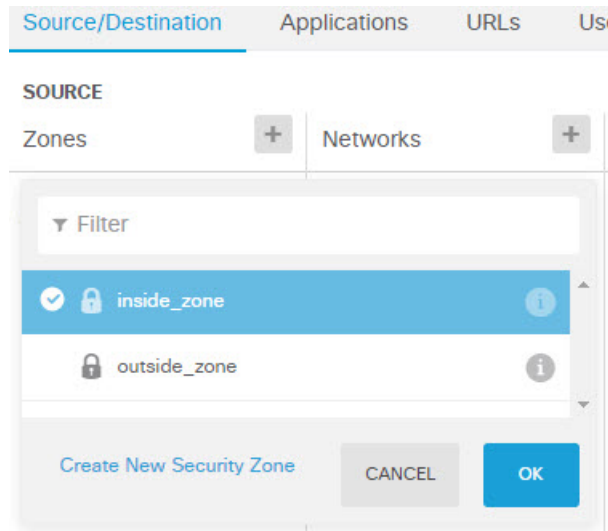 Source/Destination Applications URLs
SOURCE
Zones + Networks +
Filter
inside_zone i
outside_zone i
Create New Security Zone CANCEL OK